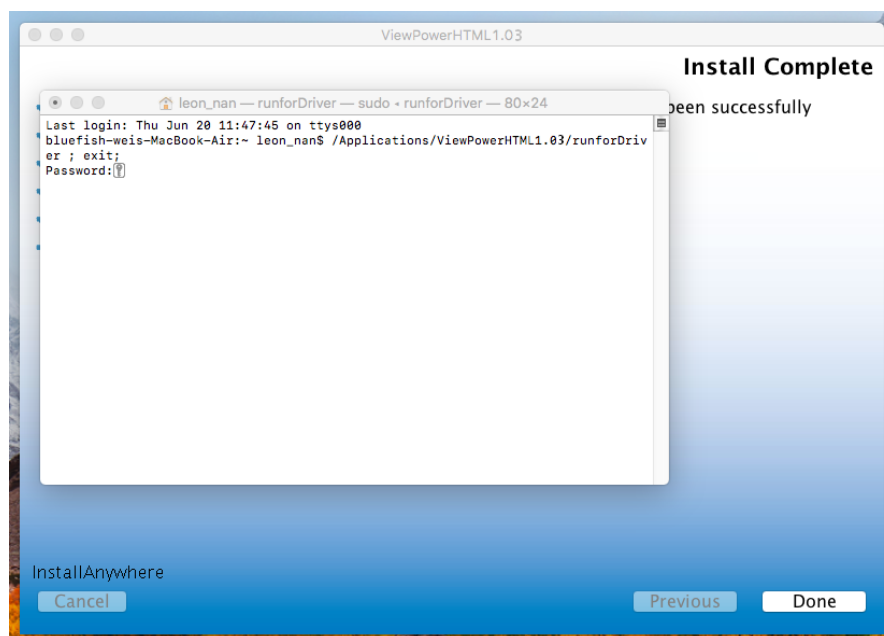 ViewPowerHTML1.03
Install Complete
been successfully
leon_nan — runforDriver — sudo ◂ runforDriver — 80×24
Last login: Thu Jun 20 11:47:45 on ttys000
bluefish-weis-MacBook-Air:~ leon_nan$ /Applications/ViewPowerHTML1.03/runforDriv
er ; exit;
Password:
InstallAnywhere
Cancel
Previous
Done